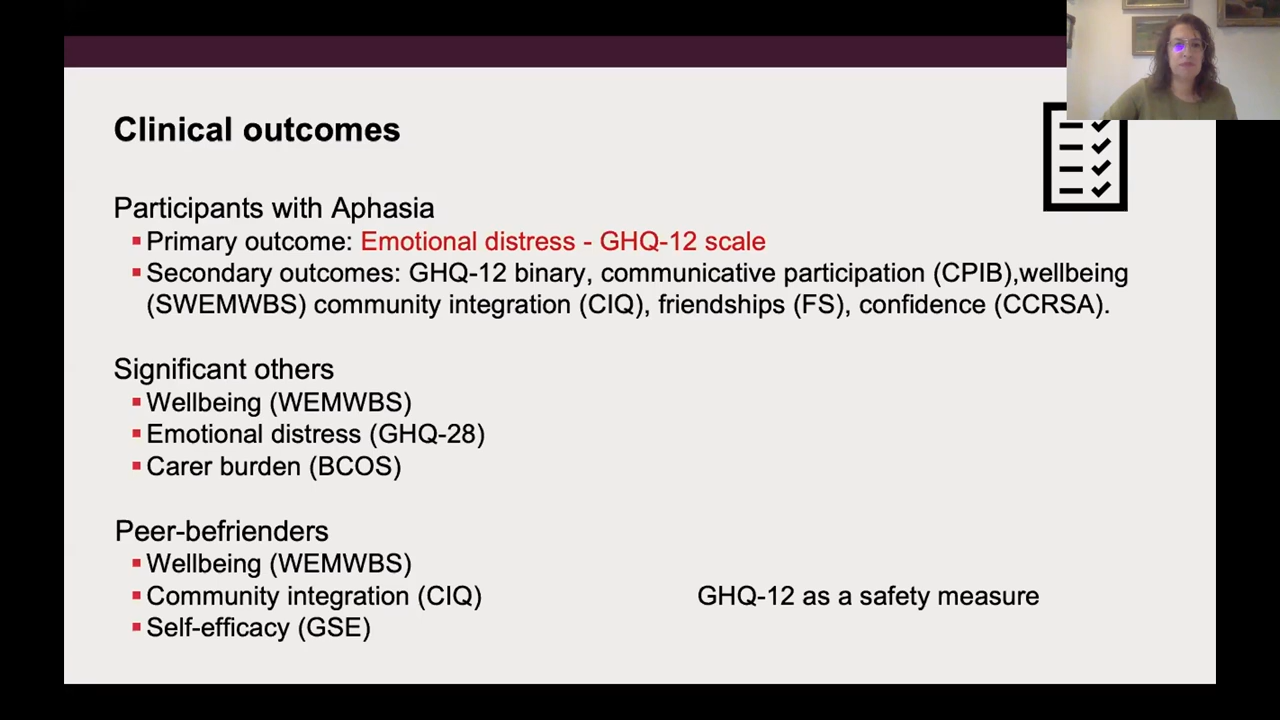 Clinical outcomes
Participants with Aphasia
Primary outcome: Emotional distress - GHQ-12 scale
Secondary outcomes: GHQ-12 binary, communicative participation (CPIB),wellbeing
(SWEMWBS) community integration (CIQ), friendships (FS), confidence (CCRSA).
Significant others
Wellbeing (WEMWBS)
Emotional distress (GHQ-28)
Carer burden (BCOS)
Peer-befrienders
Wellbeing (WEMWBS)
Community integration (CIQ) GHQ-12 as a safety measure
Self-efficacy (GSE)